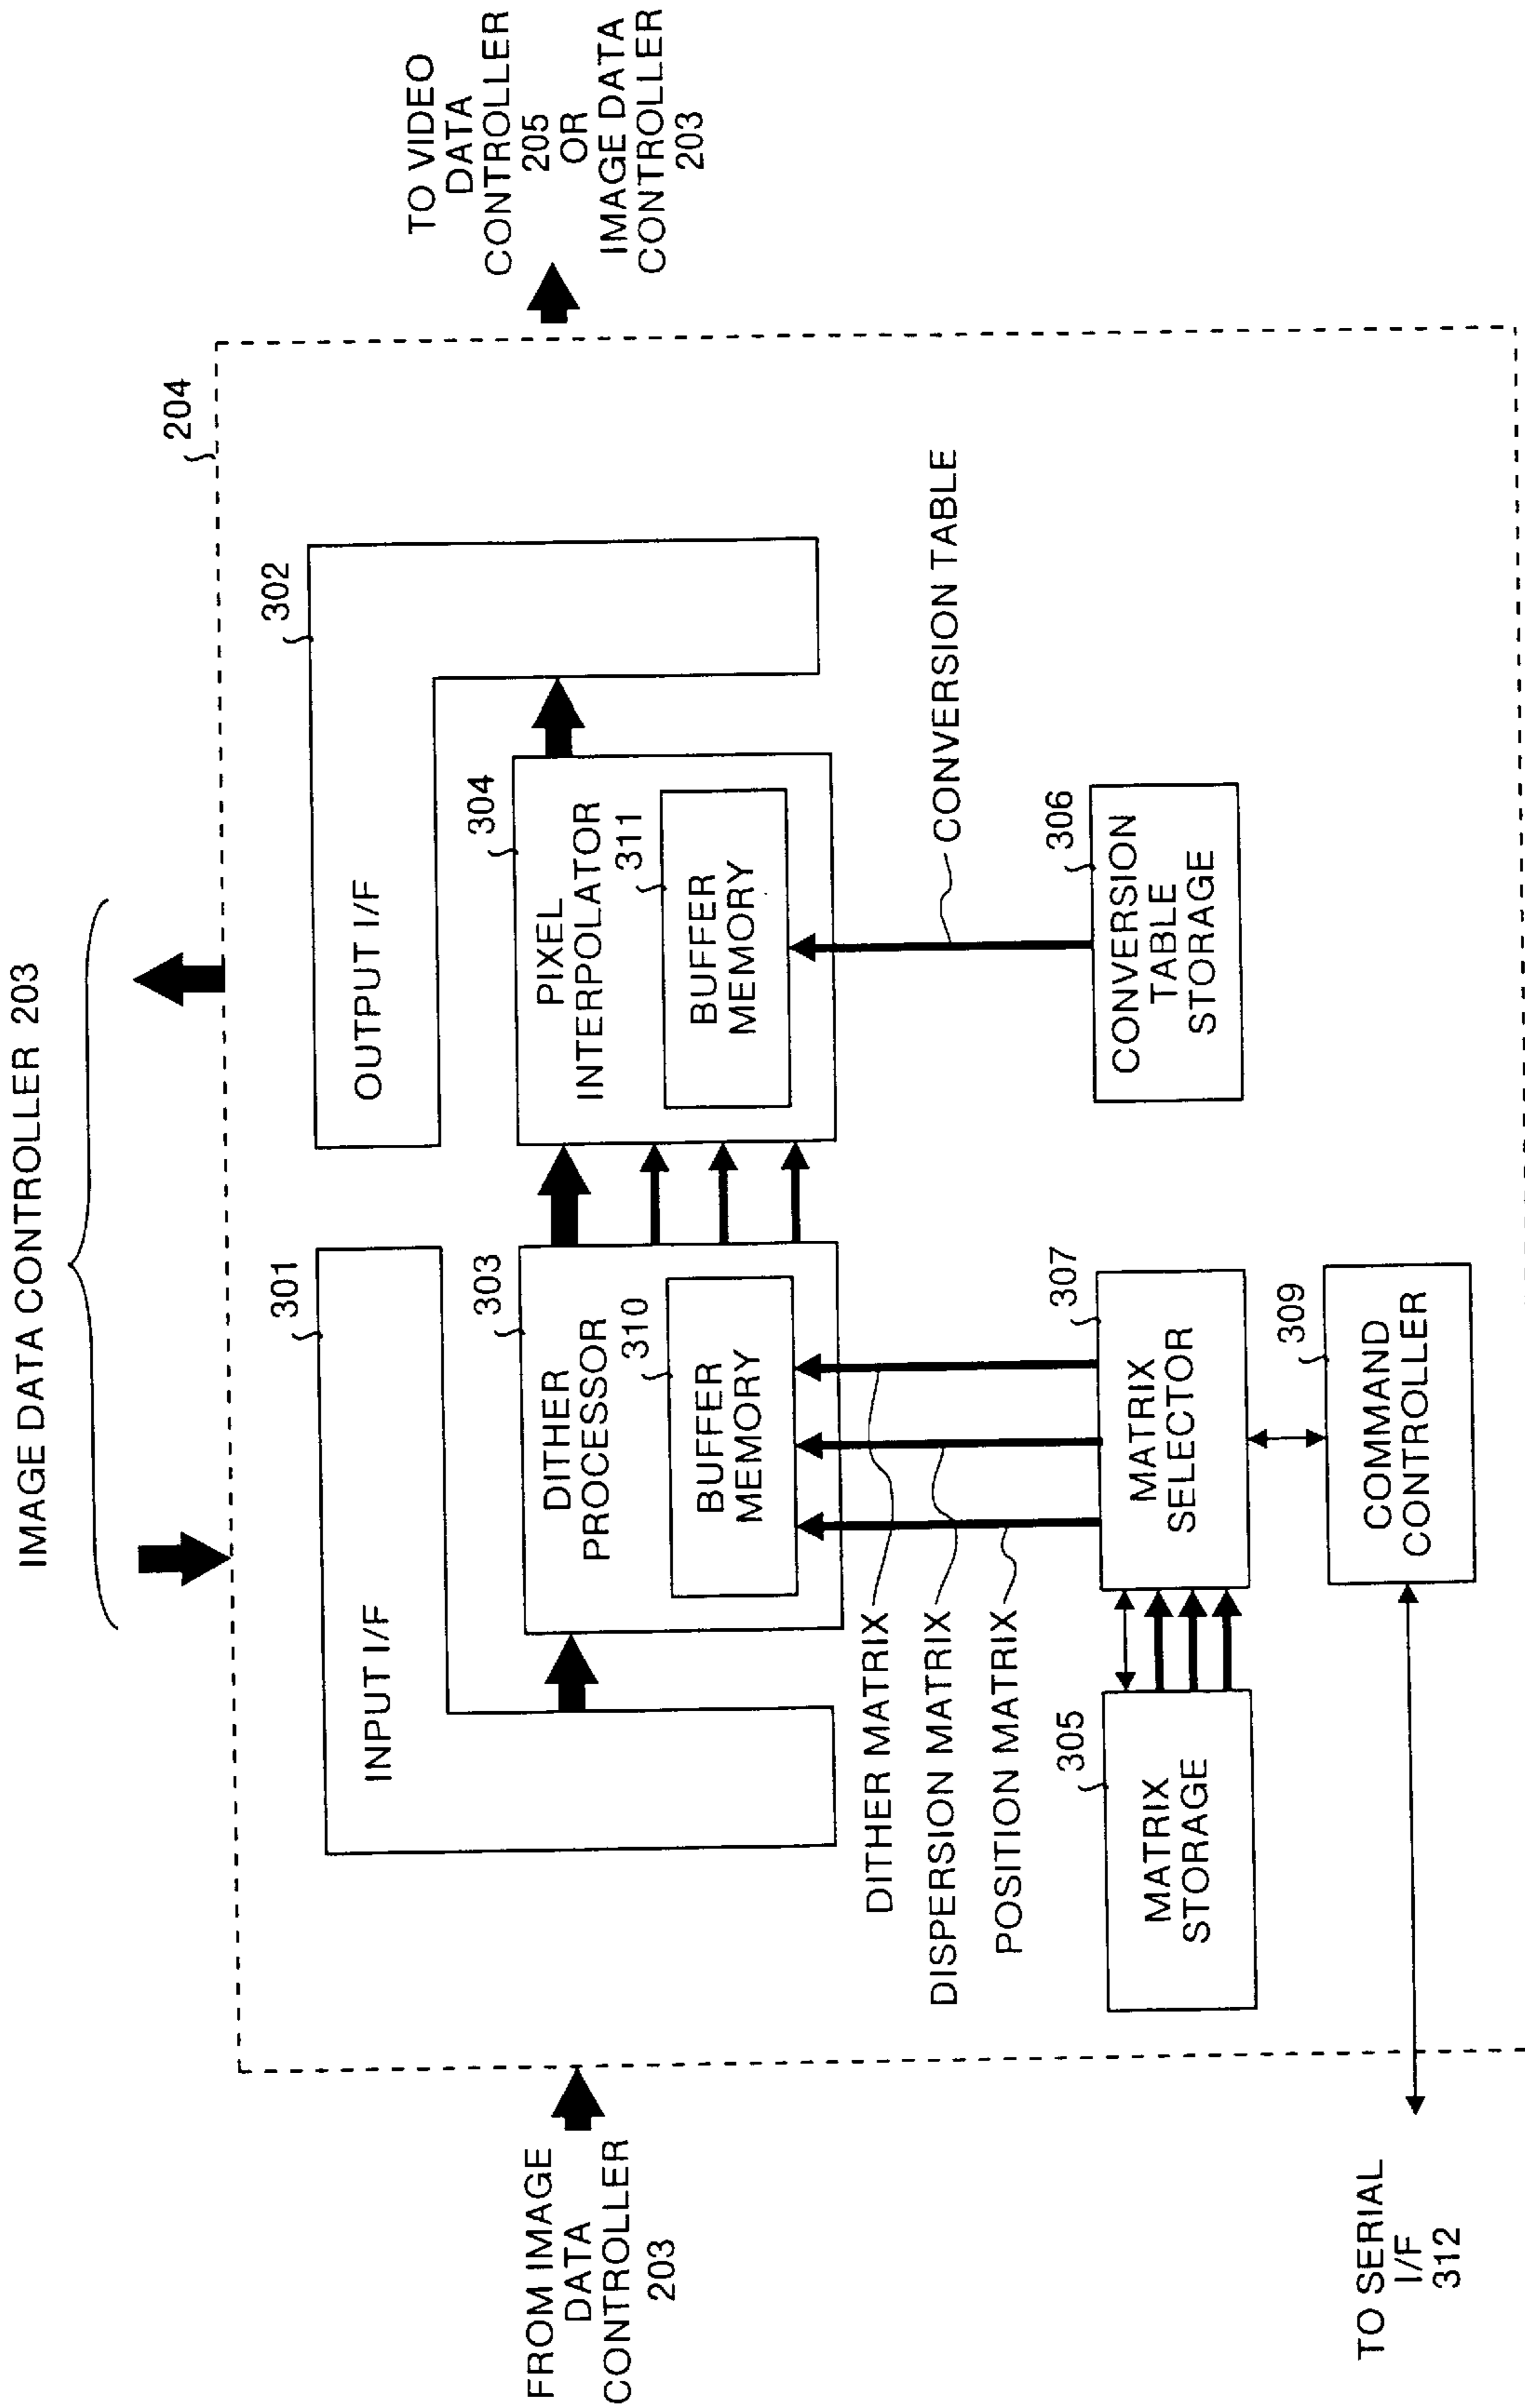 IMAGE DATA CONTROLLER 203
204
TO VIDEO
DATA
CONTROLLER
205
OR
IMAGE DATA
CONTROLLER
203
301
INPUT I/F
302
OUTPUT I/F
FROM IMAGE
DATA
CONTROLLER
203
303
DITHER
PROCESSOR
310
BUFFER
MEMORY
304
PIXEL
INTERPOLATOR
311
BUFFER
MEMORY
DITHER MATRIX
DISPERSION MATRIX
POSITION MATRIX
CONVERSION TABLE
305
MATRIX
STORAGE
307
MATRIX
SELECTOR
306
CONVERSION
TABLE
STORAGE
309
COMMAND
CONTROLLER
TO SERIAL
I/F
312